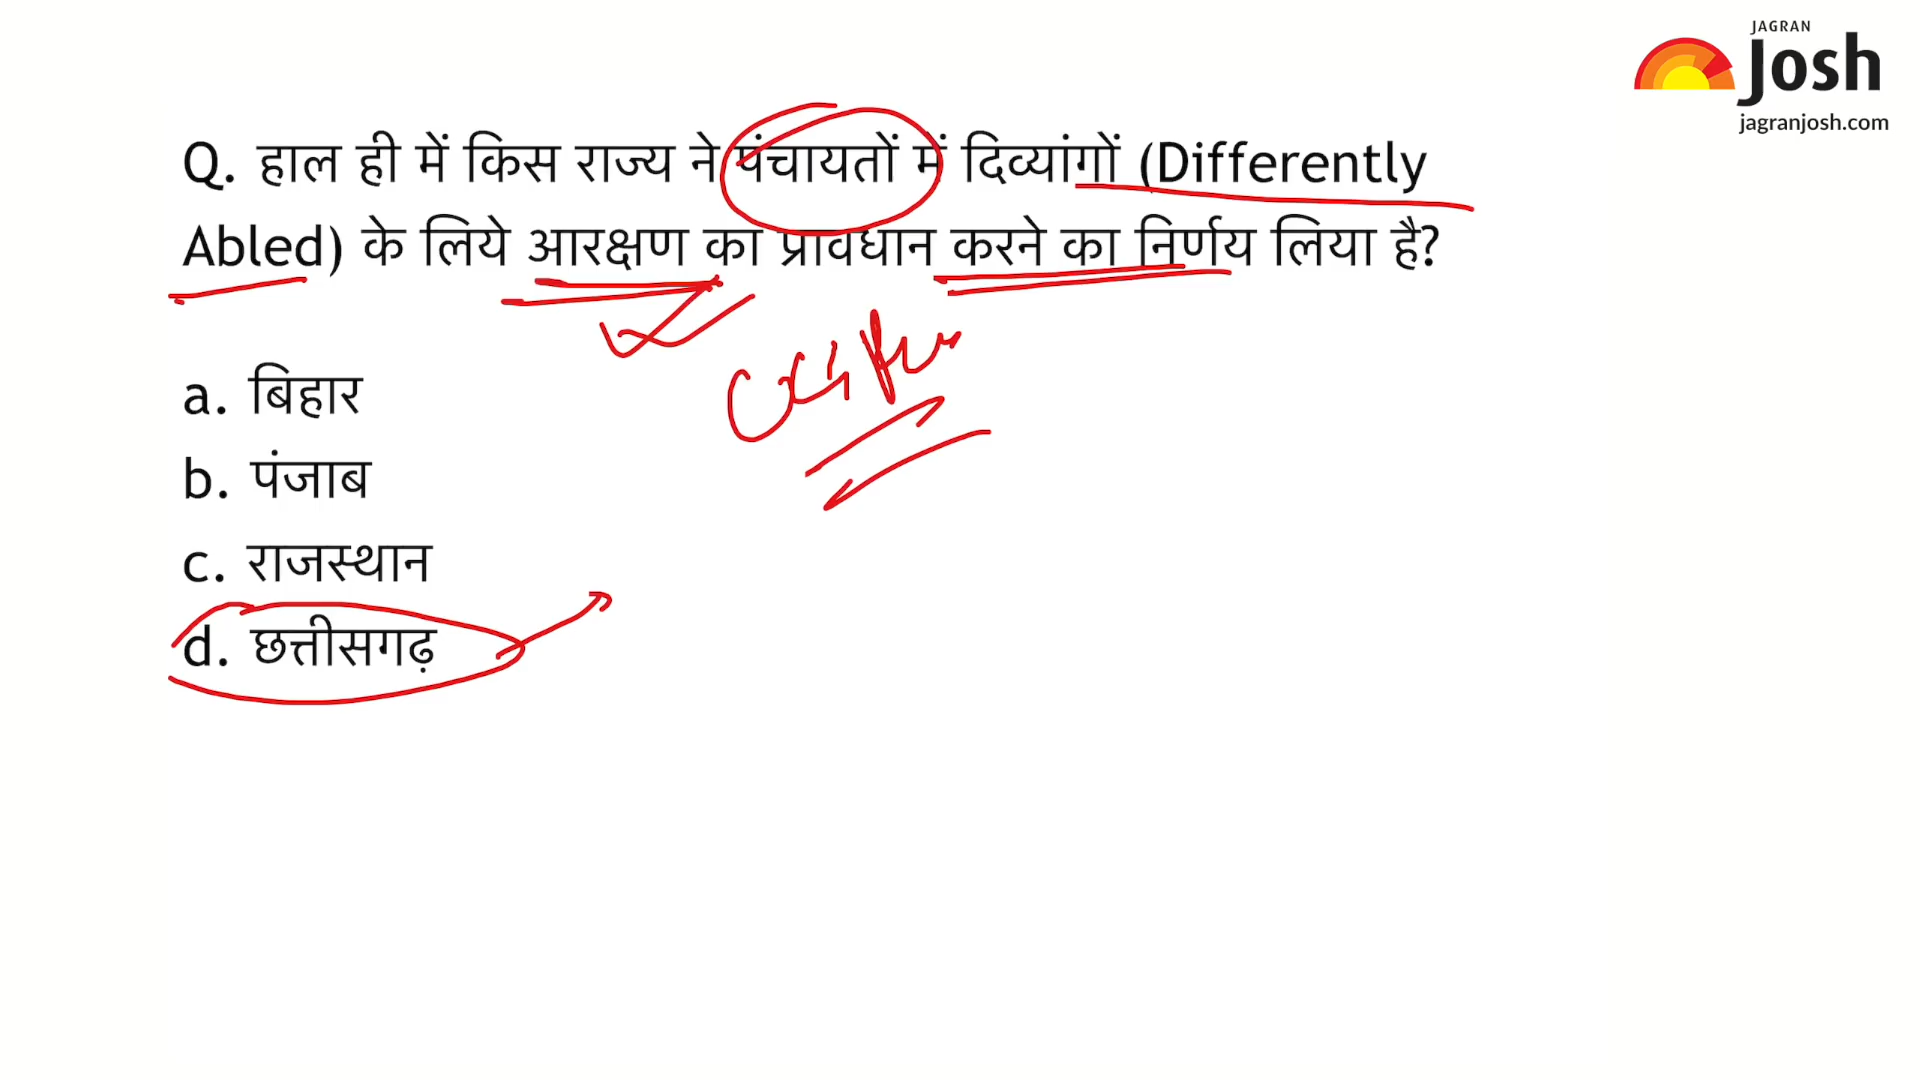 JAGRAN
Josh
jagranjosh.com
Q. हाल ही में किस राज्य ने पंचायतों में दिव्यांगों (Differently
Abled) के लिये आरक्षण का प्रावधान करने का निर्णय लिया है?
a. बिहार
b. पंजाब
c. राजस्थान
d. छत्तीसगढ़